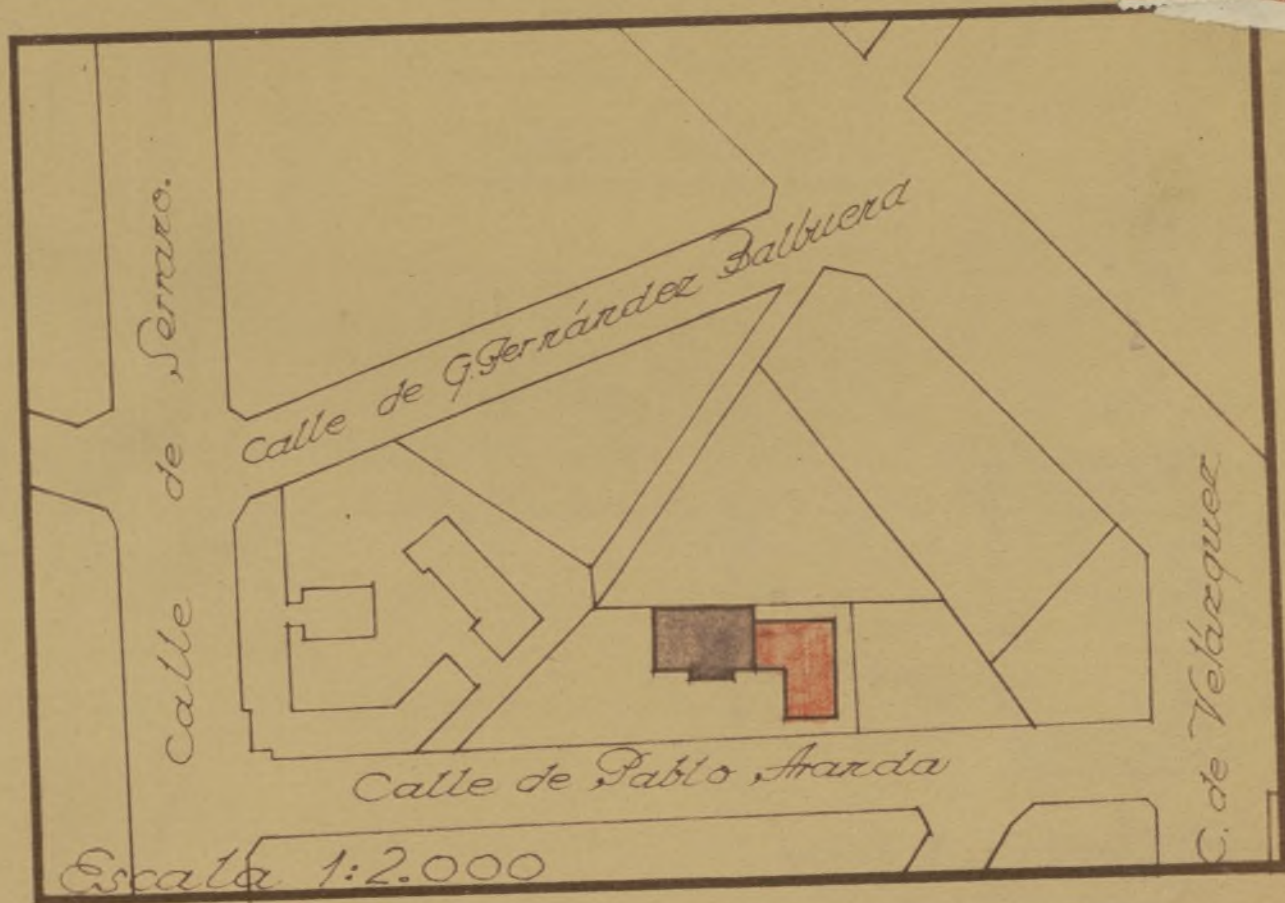 Calle de Serrano.
Calle de G. Fernández Balbuena
Calle de Pablo Aranda
C. de Velázquez
Escala 1:2.000